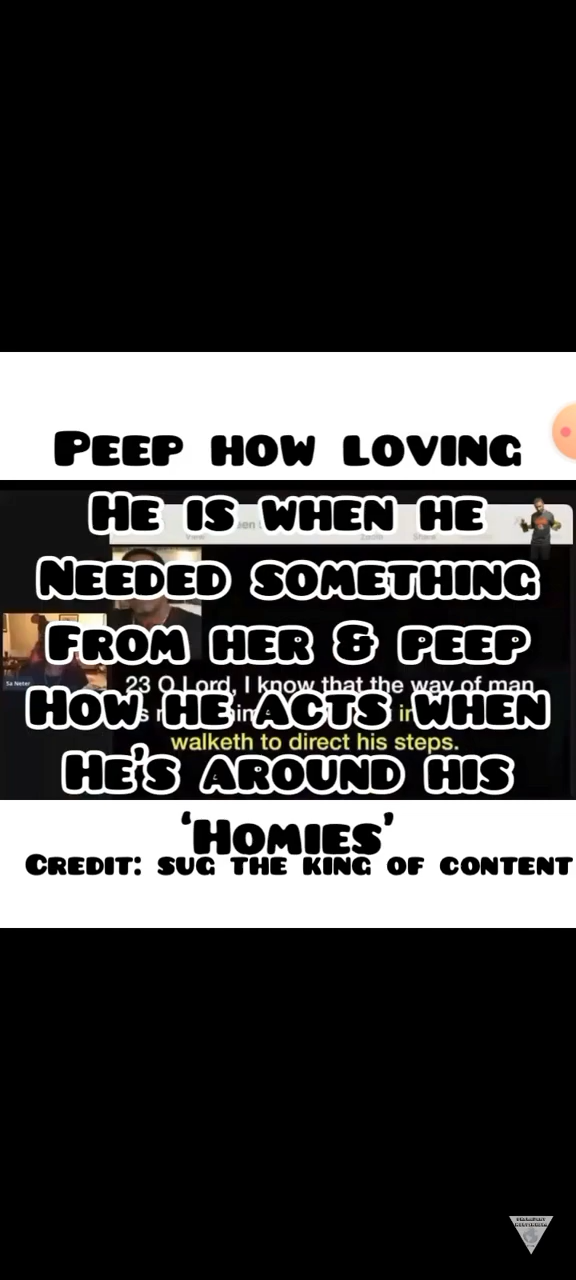 PEEP HOW LOVING
HE IS WHEN HE
NEEDED SOMETHING
FROM HER & PEEP
Sa Neter
23 O Lord, I know that the way of man
HOW HE ACTS WHEN
walketh to direct his steps.
HE'S AROUND HIS
'HOMIES'
CREDIT: SUG THE KING OF CONTENT